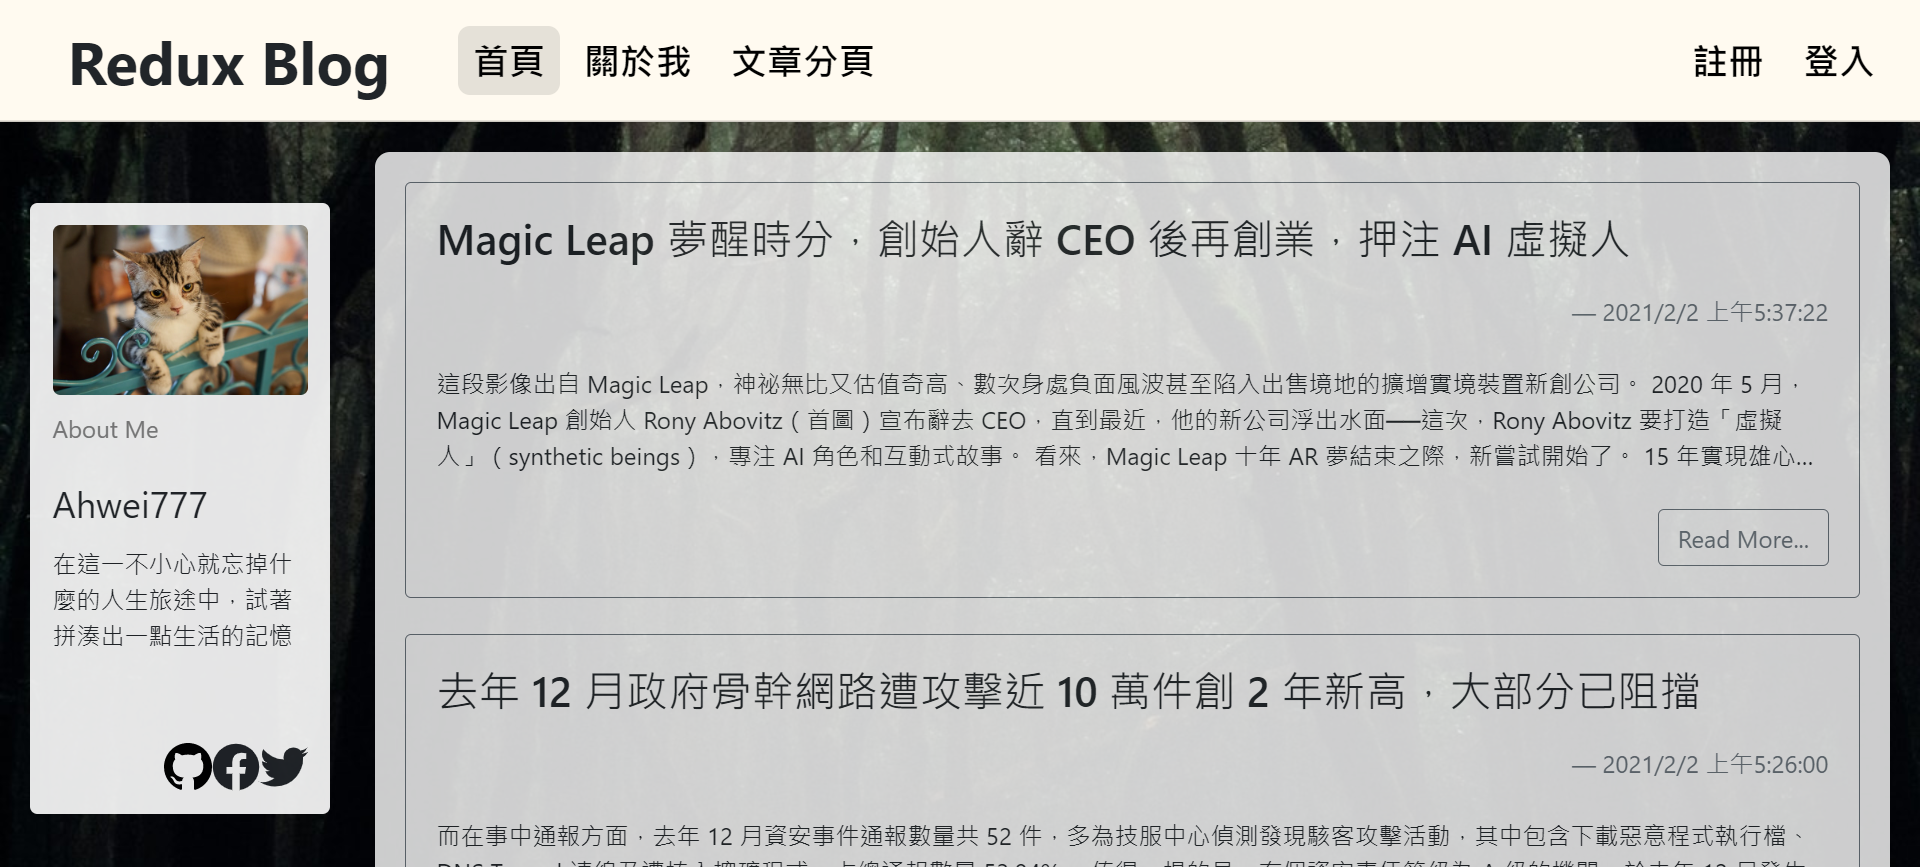 Redux Blog 首頁 關於我 文章分頁 註冊 登入
About Me
Ahwei777
在這一不小心就忘掉什
麼的人生旅途中，試著
拼湊出一點生活的記憶
Magic Leap 夢醒時分，創始人辭 CEO 後再創業，押注 AI 虛擬人
— 2021/2/2 上午5:37:22
這段影像出自 Magic Leap，神祕無比又估值奇高、數次身處負面風波甚至陷入出售境地的擴增實境裝置新創公司。 2020 年 5 月，
Magic Leap 創始人 Rony Abovitz（首圖）宣布辭去 CEO，直到最近，他的新公司浮出水面──這次，Rony Abovitz 要打造「虛擬
人」（synthetic beings），專注 AI 角色和互動式故事。 看來，Magic Leap 十年 AR 夢結束之際，新嘗試開始了。 15 年實現雄心...
Read More...
去年 12 月政府骨幹網路遭攻擊近 10 萬件創 2 年新高，大部分已阻擋
— 2021/2/2 上午5:26:00
而在事中通報方面，去年 12 月資安事件通報數量共 52 件，多為技服中心偵測發現駭客攻擊活動，其中包含下載惡意程式執行檔、